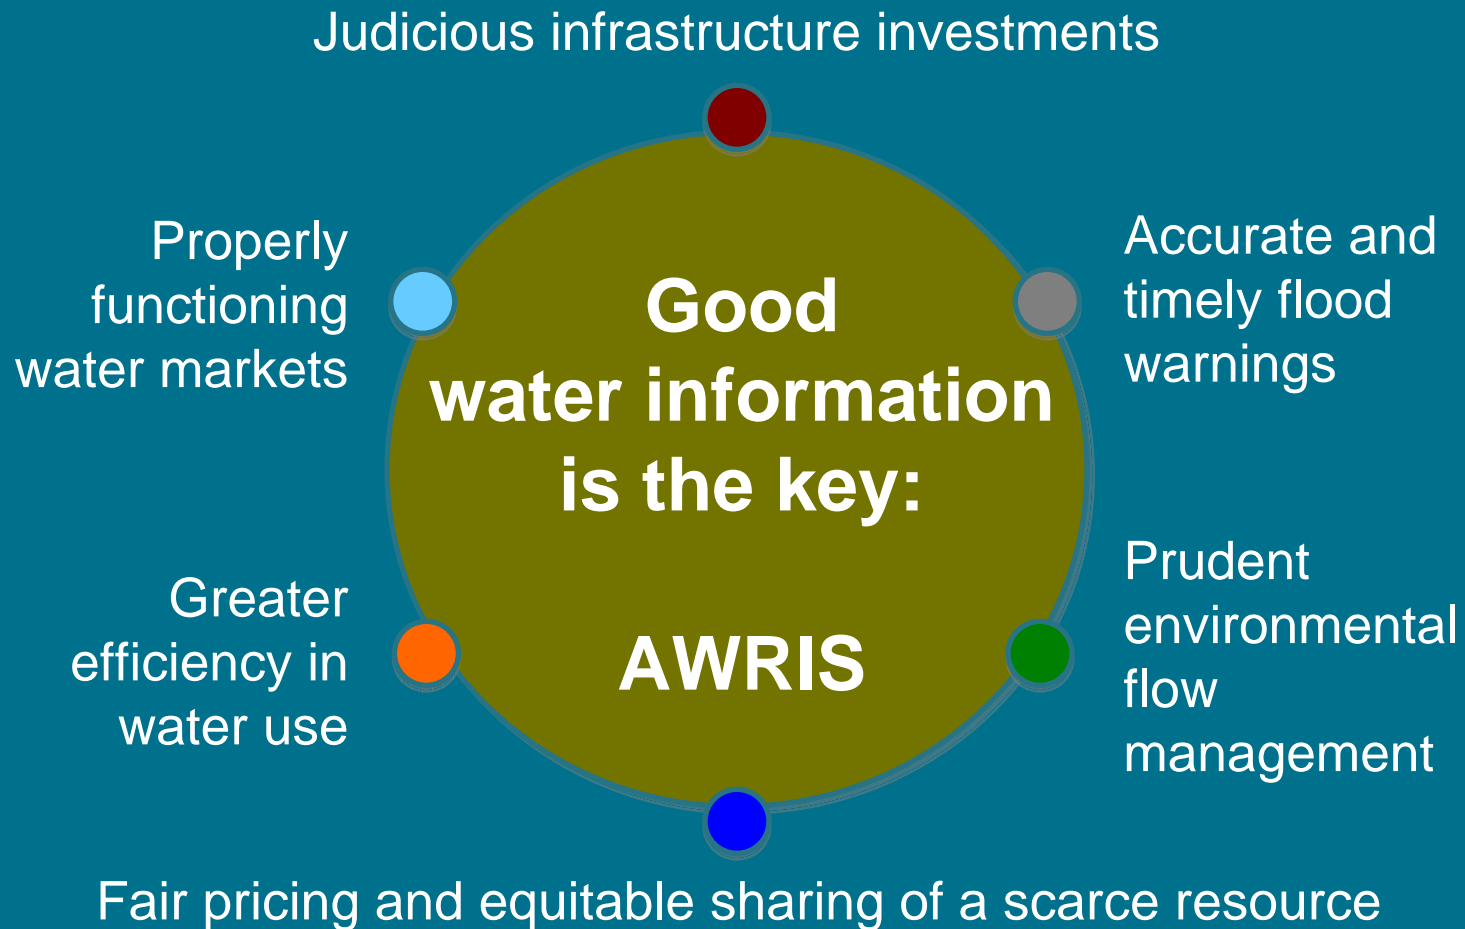 Judicious infrastructure investments
Properly
functioning
water markets
Accurate and
timely flood
warnings
Good
water information
is the key:
AWRIS
Greater
efficiency in
water use
Prudent
environmental
flow
management
Fair pricing and equitable sharing of a scarce resource